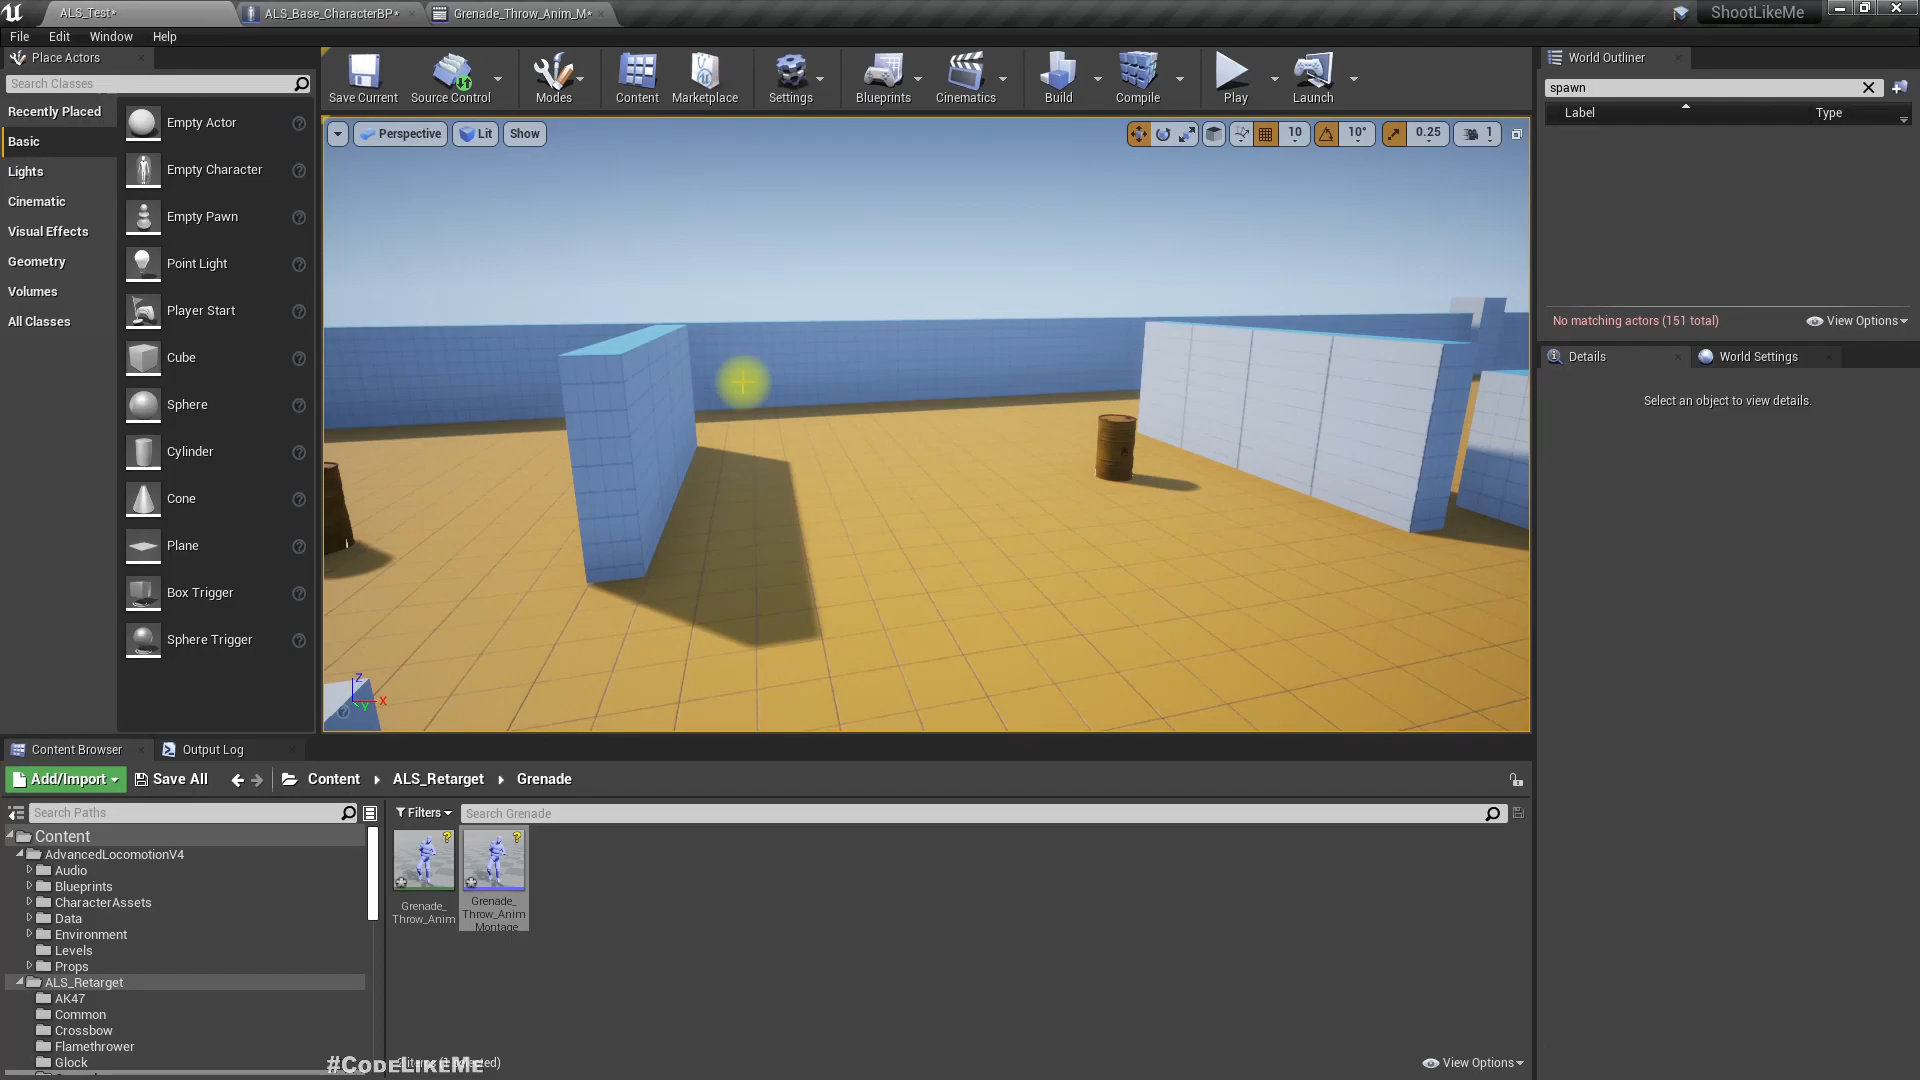 ALS_Test*
ALS_Base_CharacterBP*
Grenade_Throw_Anim_M*
ShootLikeMe
File Edit Window Help
Place Actors
Search Classes
Recently Placed
Basic
Lights
Cinematic
Visual Effects
Geometry
Volumes
All Classes
Empty Actor
Empty Character
Empty Pawn
Point Light
Player Start
Cube
Sphere
Cylinder
Cone
Plane
Box Trigger
Sphere Trigger
Save Current
Source Control
Modes
Content
Marketplace
Settings
Blueprints
Cinematics
Build
Compile
Play
Launch
Perspective
Lit
Show
10
10°
0.25
1
Z
X
Y
World Outliner
spawn
Label
Type
No matching actors (151 total)
View Options
Details
World Settings
Select an object to view details.
Content Browser
Output Log
Add/Import
Save All
Content
ALS_Retarget
Grenade
Search Paths
Filters
Search Grenade
Content
AdvancedLocomotionV4
Audio
Blueprints
CharacterAssets
Data
Environment
Levels
Props
ALS_Retarget
AK47
Common
Crossbow
Flamethrower
Glock
Grenade_
Throw_Anim
Grenade_
Throw_Anim
Montage
#CodeLikeMe
View Options